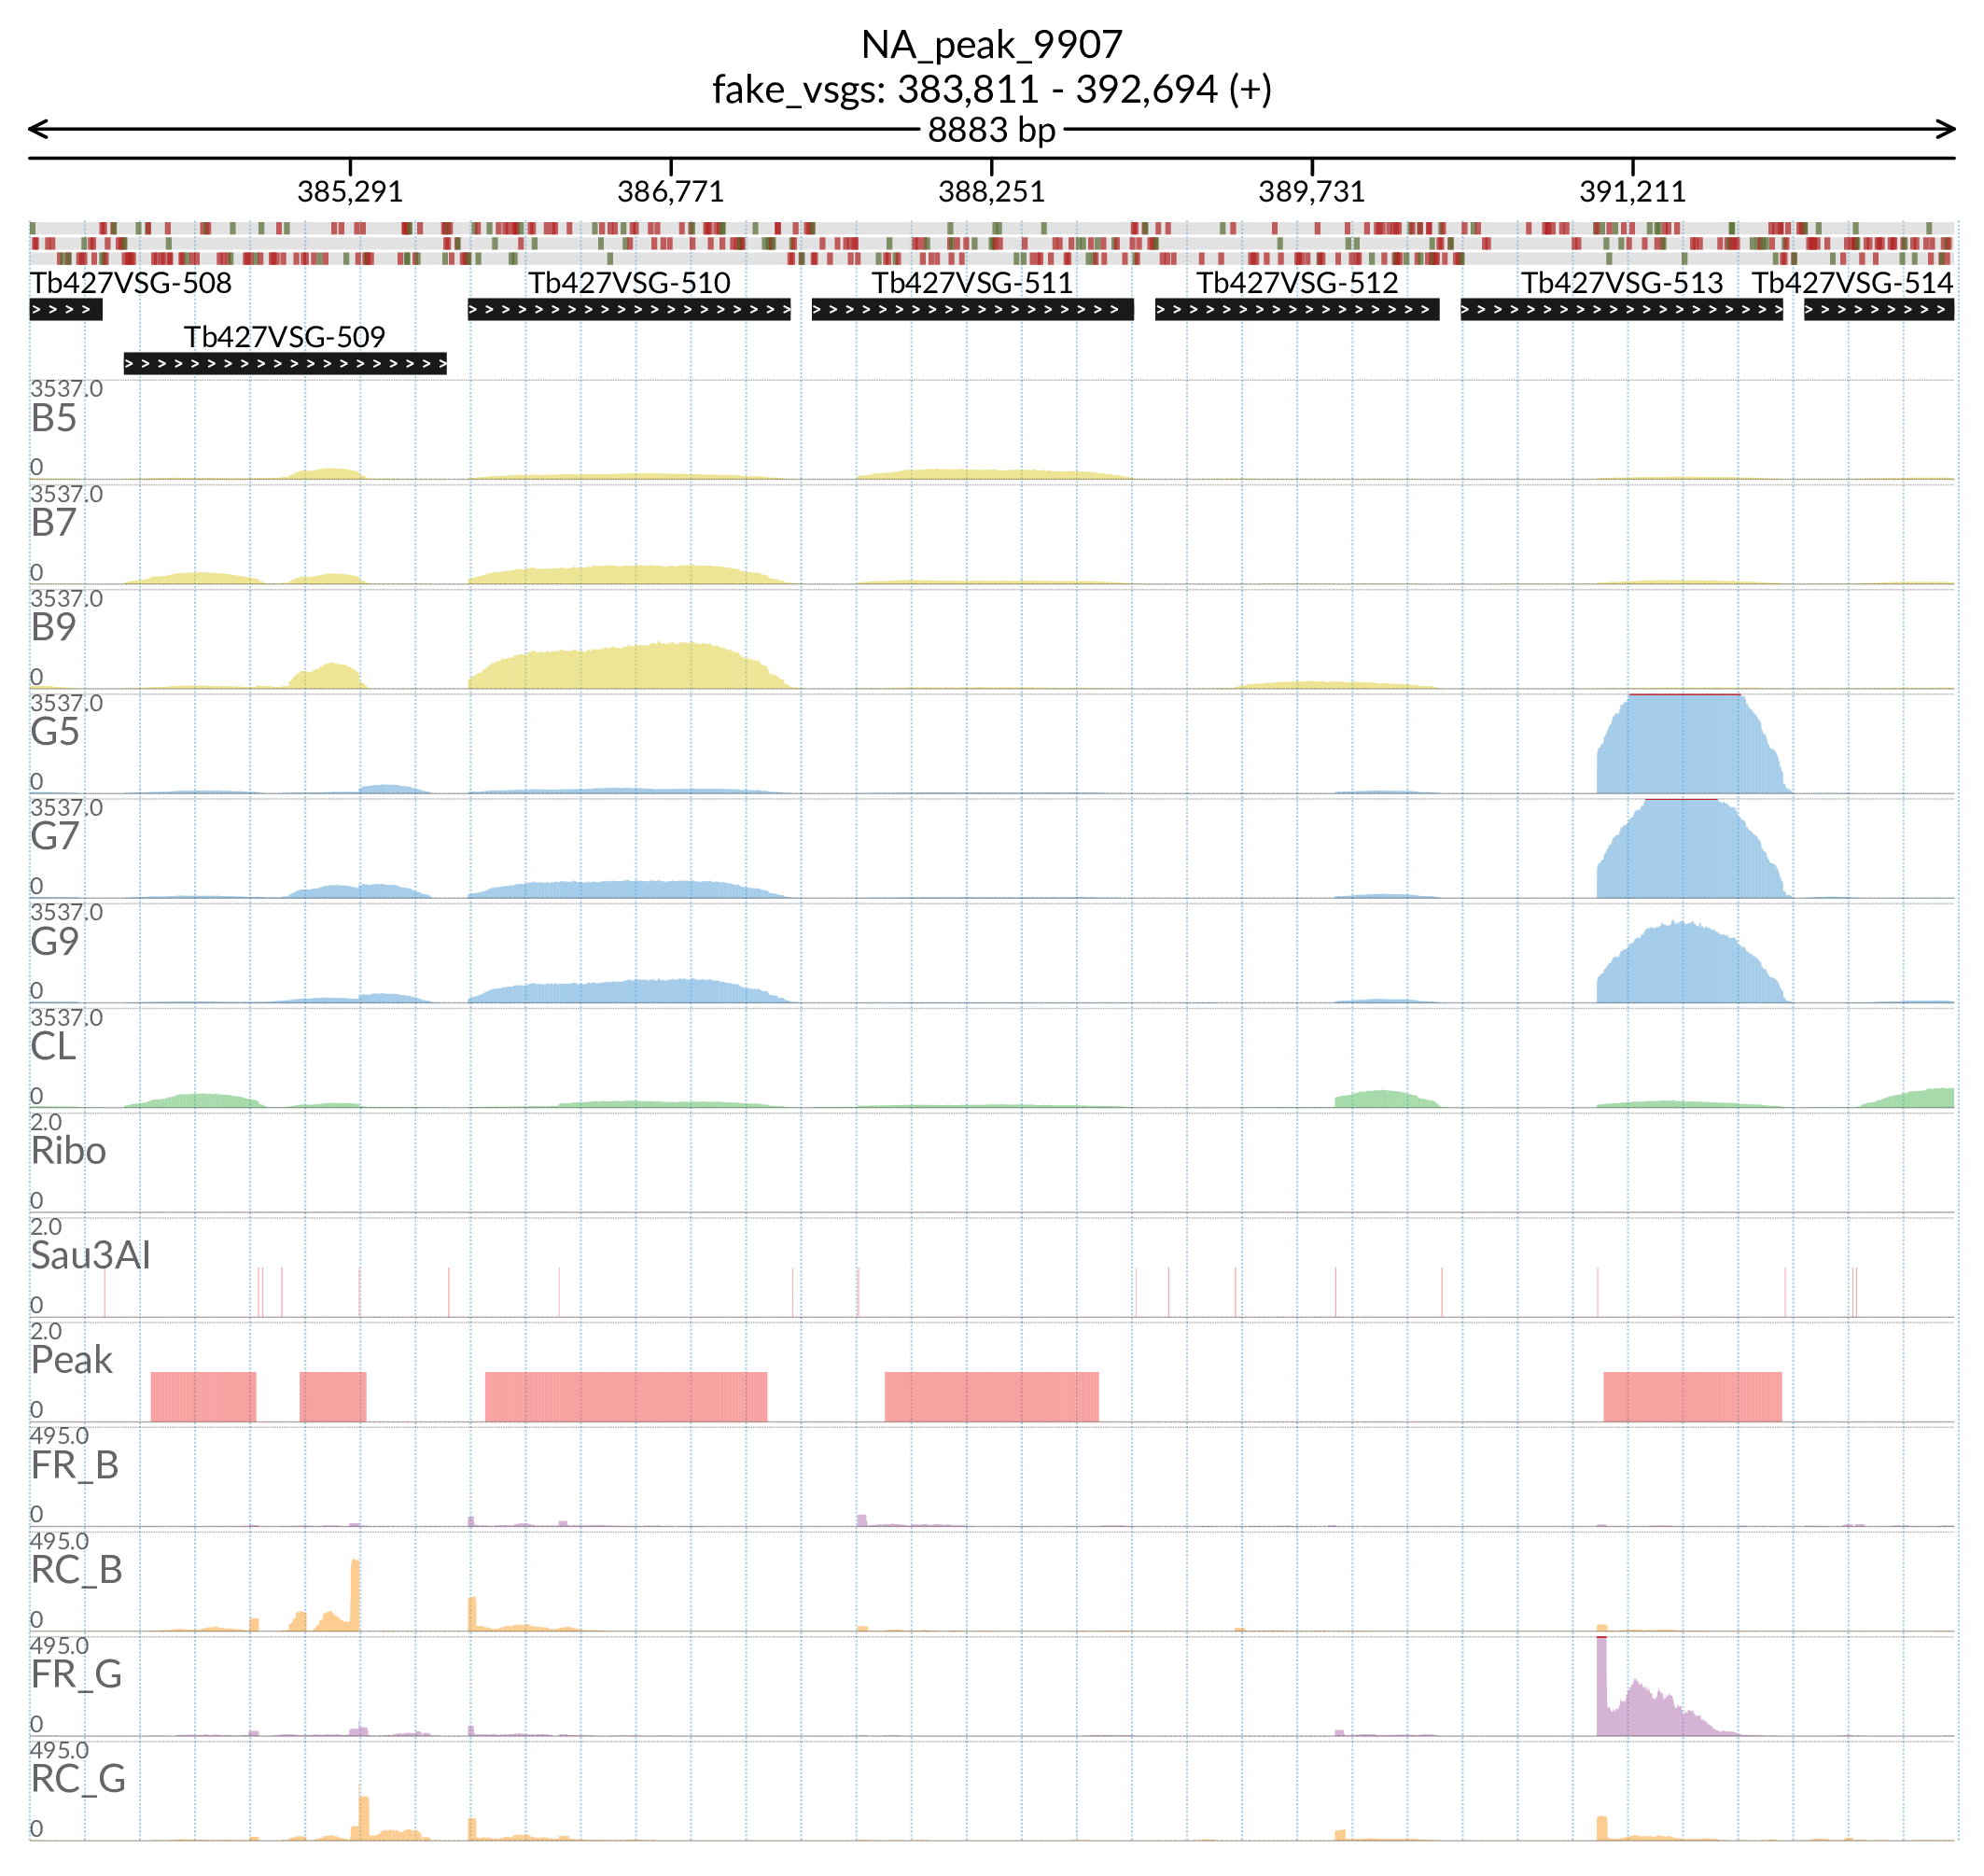 NA_peak_9907
fake_vsgs: 383,811 - 392,694 (+)
8883 bp
385,291 386,771 388,251 389,731 391,211
Tb427VSG-508 Tb427VSG-510 Tb427VSG-511 Tb427VSG-512 Tb427VSG-513 Tb427VSG-514
Tb427VSG-509
3537.0
B5
0
3537.0
B7
0
3537.0
B9
0
3537.0
G5
0
3537.0
G7
0
3537.0
G9
0
3537.0
CL
0
2.0
Ribo
0
2.0
Sau3AI
0
2.0
Peak
0
495.0
FR_B
0
495.0
RC_B
0
495.0
FR_G
0
495.0
RC_G
0